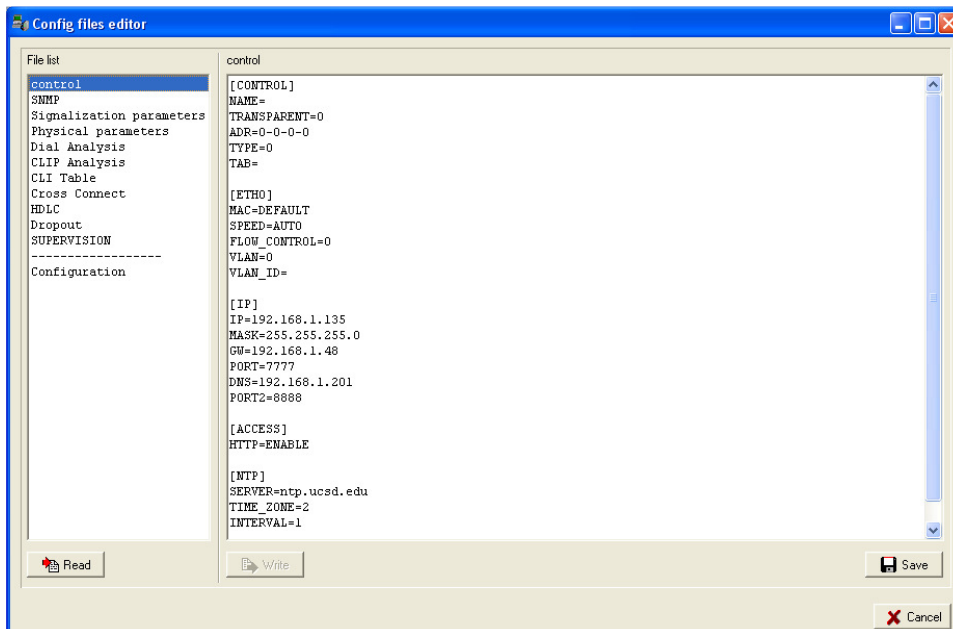 Config files editor
File list
control
SNMP
Signalization parameters
Physical parameters
Dial Analysis
CLIP Analysis
CLI Table
Cross Connect
HDLC
Dropout
SUPERVISION
------------------
Configuration
Read
control
[CONTROL]
NAME=
TRANSPARENT=0
ADR=0-0-0-0
TYPE=0
TAB=
[ETH0]
MAC=DEFAULT
SPEED=AUTO
FLOW_CONTROL=0
VLAN=0
VLAN_ID=
[IP]
IP=192.168.1.135
MASK=255.255.255.0
GW=192.168.1.48
PORT=7777
DNS=192.168.1.201
PORT2=8888
[ACCESS]
HTTP=ENABLE
[NTP]
SERVER=ntp.ucsd.edu
TIME_ZONE=2
INTERVAL=1
Write
Save
Cancel